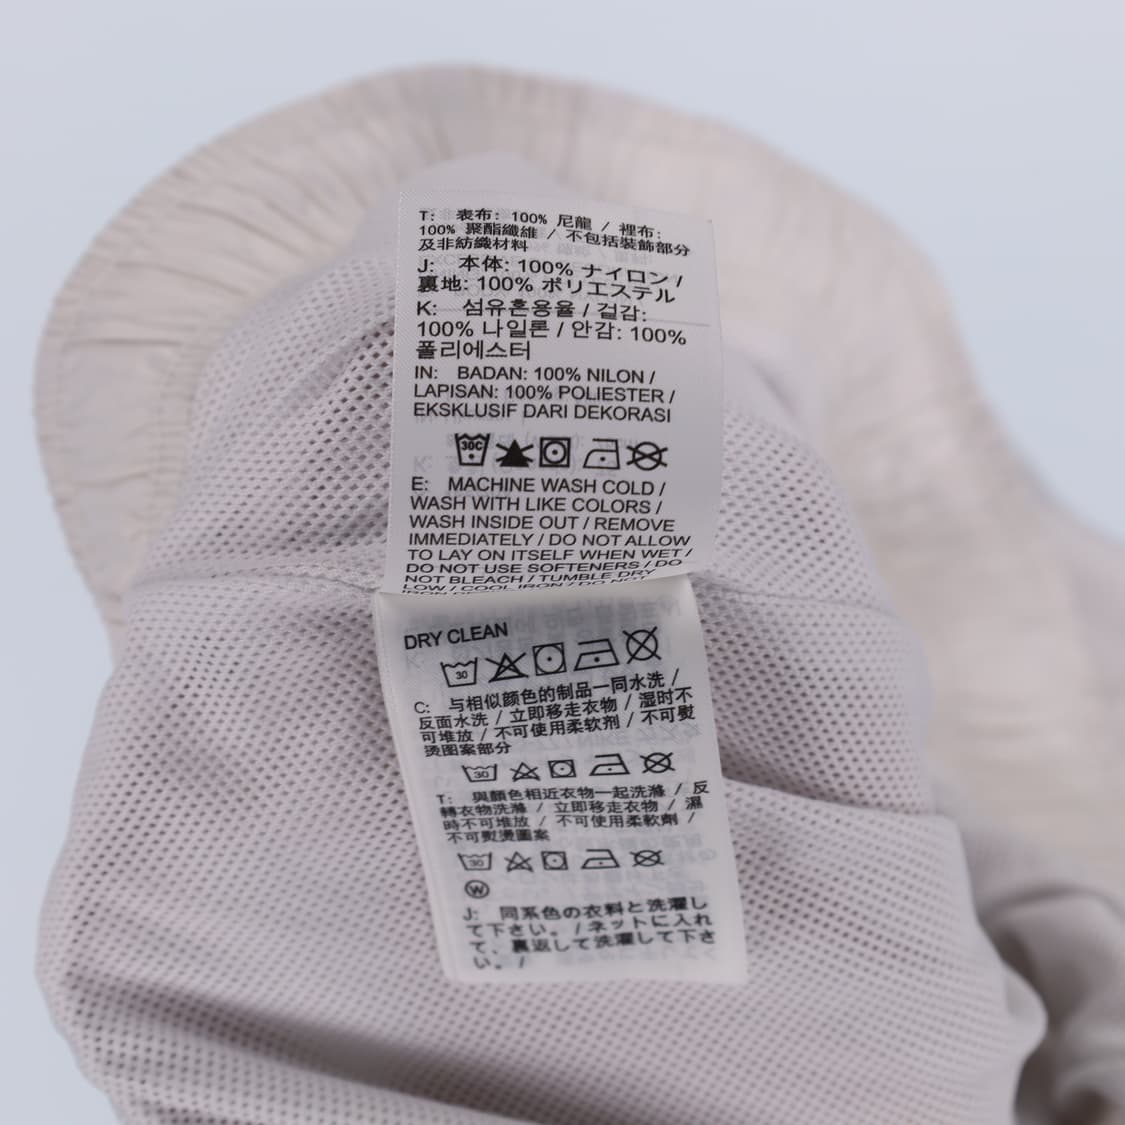 T: 表布: 100% 尼龍 / 裡布:
100% 聚酯纖維 / 不包括裝飾部分
及非紡織材料
J: 本体: 100% ナイロン /
裏地: 100% ポリエステル
K: 섬유혼용율 / 겉감:
100% 나일론 / 안감: 100%
폴리에스터
IN: BADAN: 100% NILON /
LAPISAN: 100% POLIESTER /
EKSKLUSIF DARI DEKORASI
30C
E: MACHINE WASH COLD /
WASH WITH LIKE COLORS /
WASH INSIDE OUT / REMOVE
IMMEDIATELY / DO NOT ALLOW
TO LAY ON ITSELF WHEN WET /
DO NOT USE SOFTENERS / DO
NOT BLEACH / TUMBLE DRY
LOW / COOL IRON / DO NOT
DRY CLEAN
30
C: 与相似颜色的制品一同水洗 /
反面水洗 / 立即移走衣物 / 湿时不
可堆放 / 不可使用柔软剂 / 不可熨
烫图案部分
30
T: 與顏色相近衣物一起洗滌 / 反
轉衣物洗滌 / 立即移走衣物 / 濕
時不可堆放 / 不可使用柔軟劑 /
不可熨燙圖案
30
W
J: 同系色の衣料と洗濯し
て下さい。/ ネットに入れ
て、裏返して洗濯して下さ
い。/